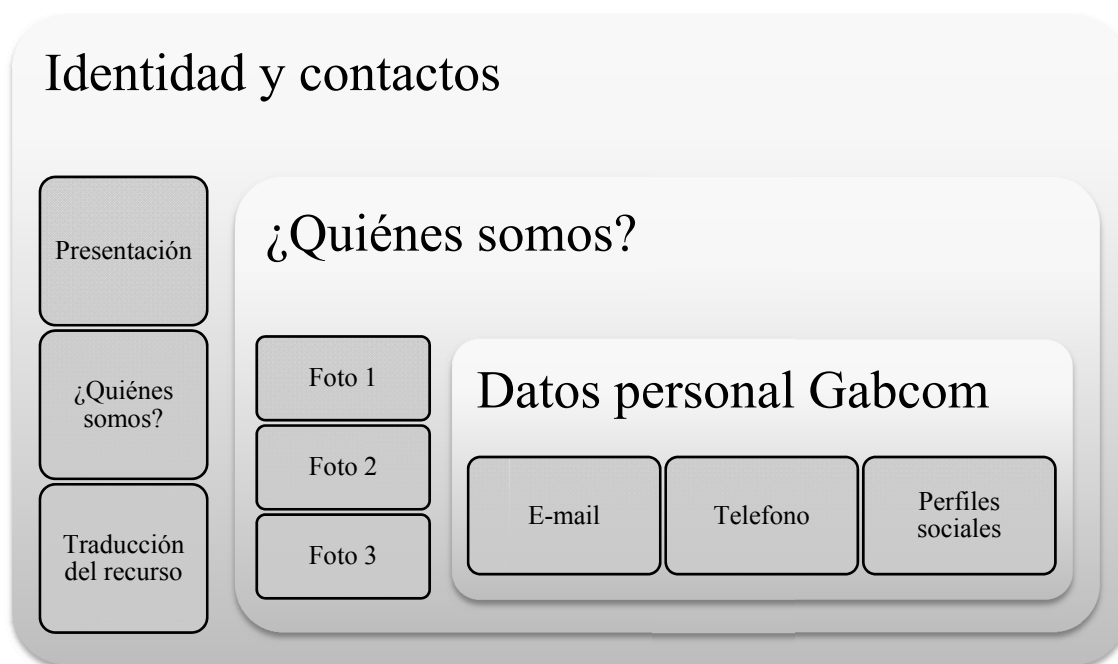 Identidad y contactos
Presentación
¿Quiénes
somos?
Traducción
del recurso
¿Quiénes somos?
Foto 1
Foto 2
Foto 3
Datos personal Gabcom
E-mail
Telefono
Perfiles
sociales